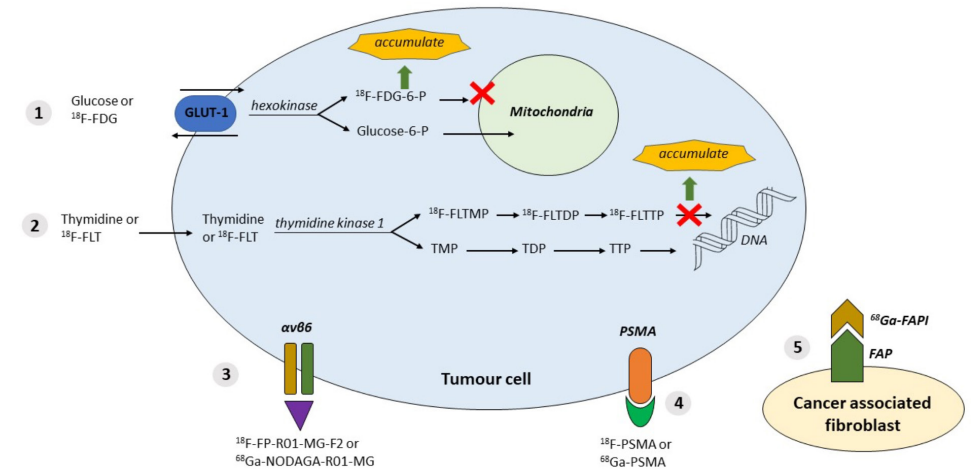 accumulate
1
Glucose or
¹⁸F-FDG
GLUT-1
hexokinase
¹⁸F-FDG-6-P
Glucose-6-P
Mitochondria
accumulate
2
Thymidine or
¹⁸F-FLT
Thymidine
or ¹⁸F-FLT
thymidine kinase 1
¹⁸F-FLTMP
¹⁸F-FLTDP
¹⁸F-FLTTP
TMP
TDP
TTP
DNA
αvβ6
3
¹⁸F-FP-R01-MG-F2 or
⁶⁸Ga-NODAGA-R01-MG
Tumour cell
PSMA
4
¹⁸F-PSMA or
⁶⁸Ga-PSMA
5
⁶⁸Ga-FAPI
FAP
Cancer associated
fibroblast